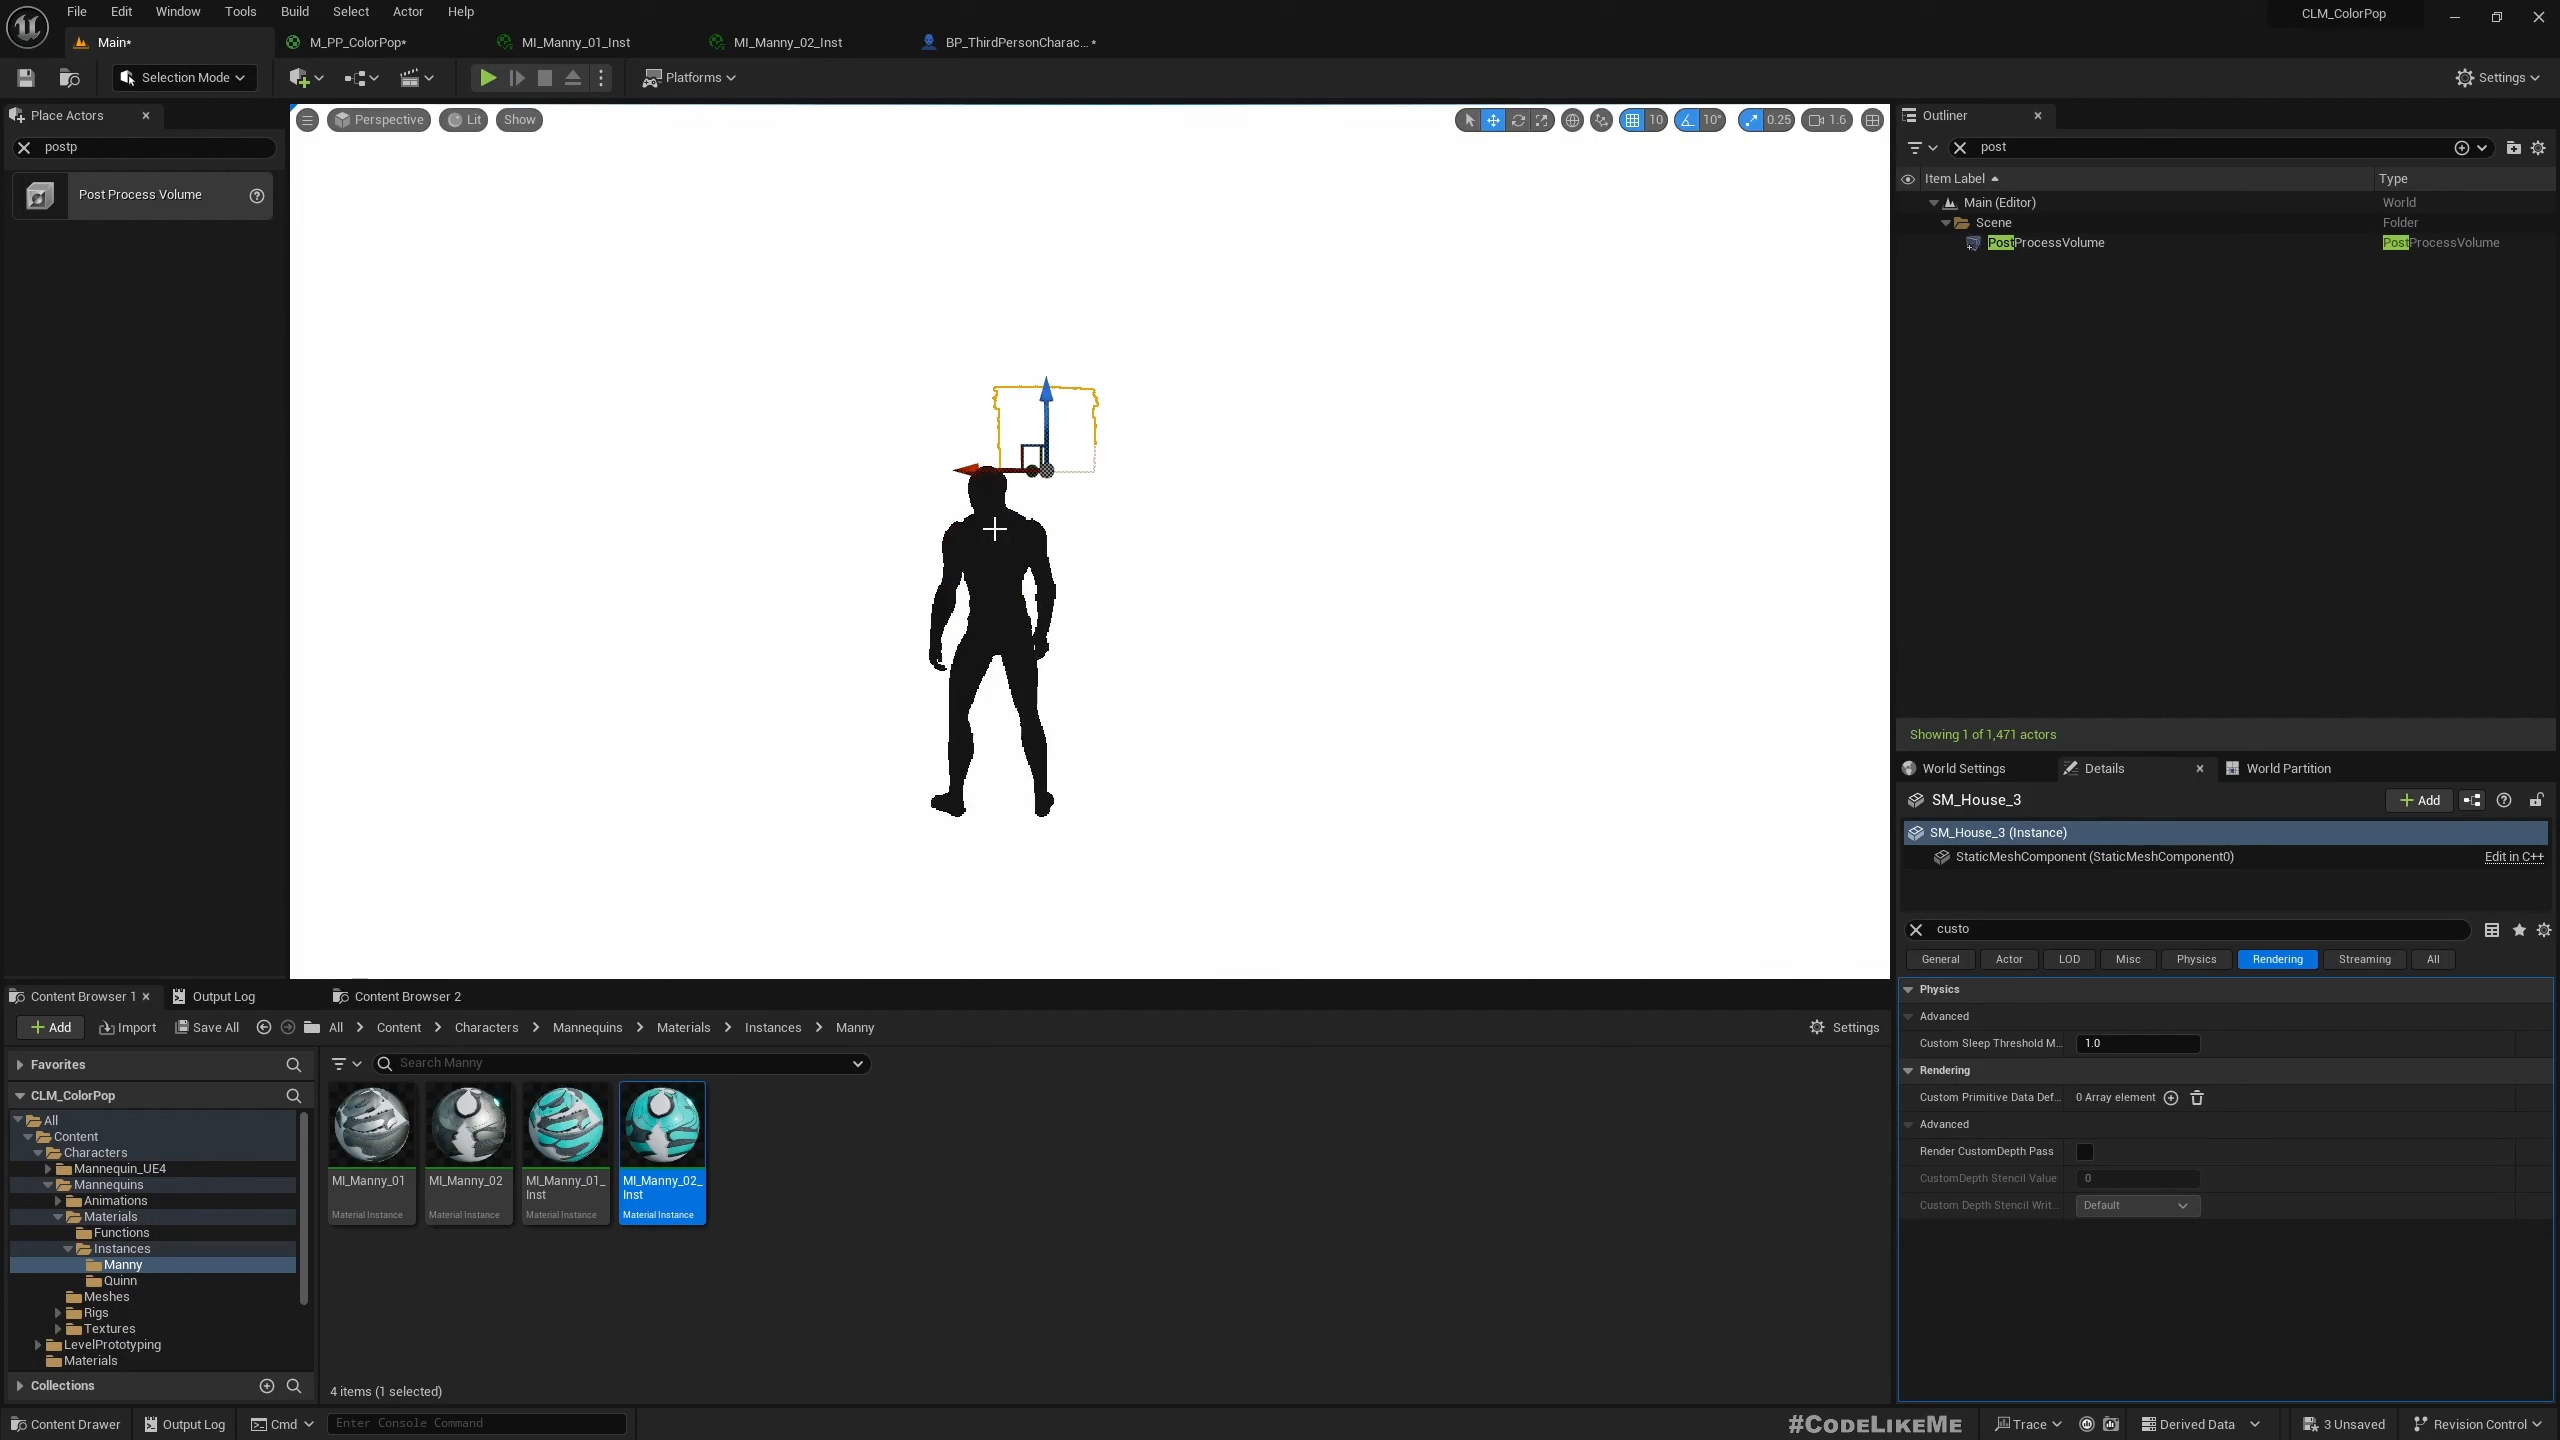 File Edit Window Tools Build Select Actor Help
CLM_ColorPop
Main* M_PP_ColorPop* MI_Manny_01_Inst MI_Manny_02_Inst BP_ThirdPersonCharac... *
Selection Mode Platforms Settings
Place Actors
postp
Post Process Volume
Perspective Lit Show 10 10° 0.25 1.6
Outliner
post
Item Label Type
Main (Editor) World
Scene Folder
PostProcessVolume PostProcessVolume
Showing 1 of 1,471 actors
World Settings Details World Partition
SM_House_3 Add
SM_House_3 (Instance)
StaticMeshComponent (StaticMeshComponent0) Edit in C++
custo
General Actor LOD Misc Physics Rendering Streaming All
Physics
Advanced
Custom Sleep Threshold M... 1.0
Rendering
Custom Primitive Data Def... 0 Array element
Advanced
Render CustomDepth Pass
CustomDepth Stencil Value 0
Custom Depth Stencil Writ... Default
Content Browser 1 Output Log Content Browser 2
Add Import Save All All Content Characters Mannequins Materials Instances Manny Settings
Favorites
Search Manny
CLM_ColorPop
All
Content
Characters
Mannequin_UE4
Mannequins
Animations
Materials
Functions
Instances
Manny
Quinn
Meshes
Rigs
Textures
LevelPrototyping
Materials
Collections
MI_Manny_01
Material Instance
MI_Manny_02
Material Instance
MI_Manny_01_
Inst
Material Instance
MI_Manny_02_
Inst
Material Instance
4 items (1 selected)
Content Drawer Output Log Cmd Enter Console Command
#CodeLikeMe
Trace Derived Data 3 Unsaved Revision Control